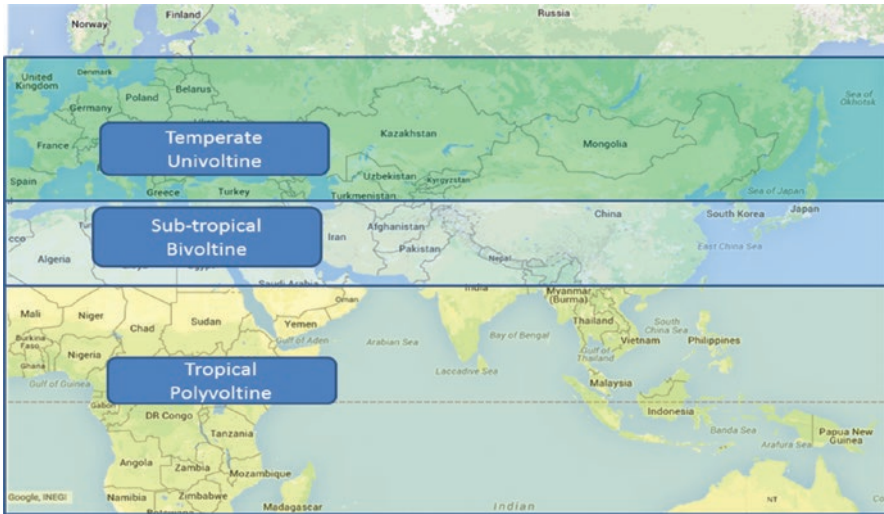 Norway
Finland
Russia
United
Kingdom
Denmark
Sea of
Okhotsk
Poland
Belarus
Germany
Temperate
Univoltine
Kazakhstan
France
Mongolia
Uzbekistan
Kyrgyzstan
Spain
Greece
Turkey
Turkmenistan
Sea of Japan
Sub-tropical
Bivoltine
China
South Korea
Japan
Afghanistan
Iran
East China Sea
Algeria
Pakistan
Nepal
India
Myanmar
(Burma)
Oman
Mali
Niger
Chad
Sudan
Yemen
Thailand
South
China Sea
Burkina
Faso
Gulf of Aden
Arabian Sea
Bay of Bengal
Vietnam
Philippines
Nigeria
Ghana
Gulf of
Thailand
Tropical
Polyvoltine
Laccadive Sea
Gulf of Guinea
Malaysia
Gabon
DR Congo
Indonesia
Tanzania
Banda Sea
Papua New
Guinea
Arafura Sea
Angola
Zambia
Mozambique
Google, INEGI
Namibia
Zimbabwe
Madagascar
Indian
NT